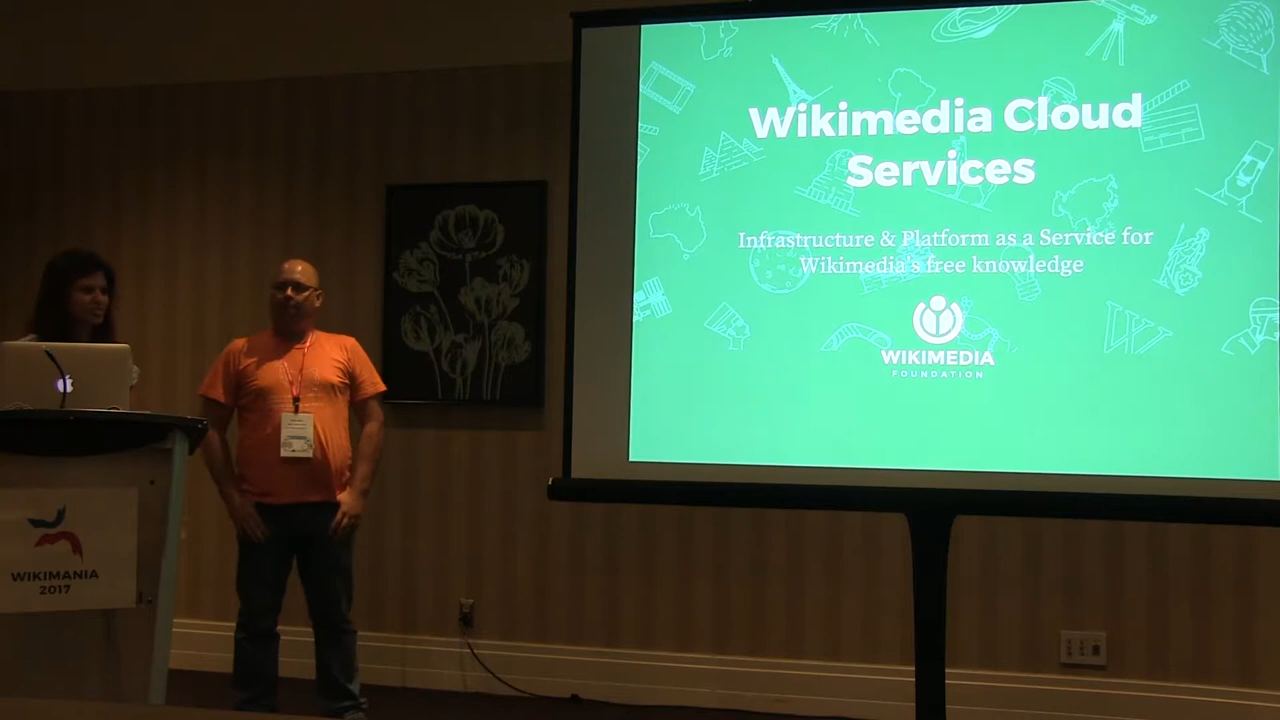 Wikimedia Cloud
Services
Infrastructure & Platform as a Service for
Wikimedia's free knowledge
WIKIMEDIA
FOUNDATION
WIKIMANIA
2017